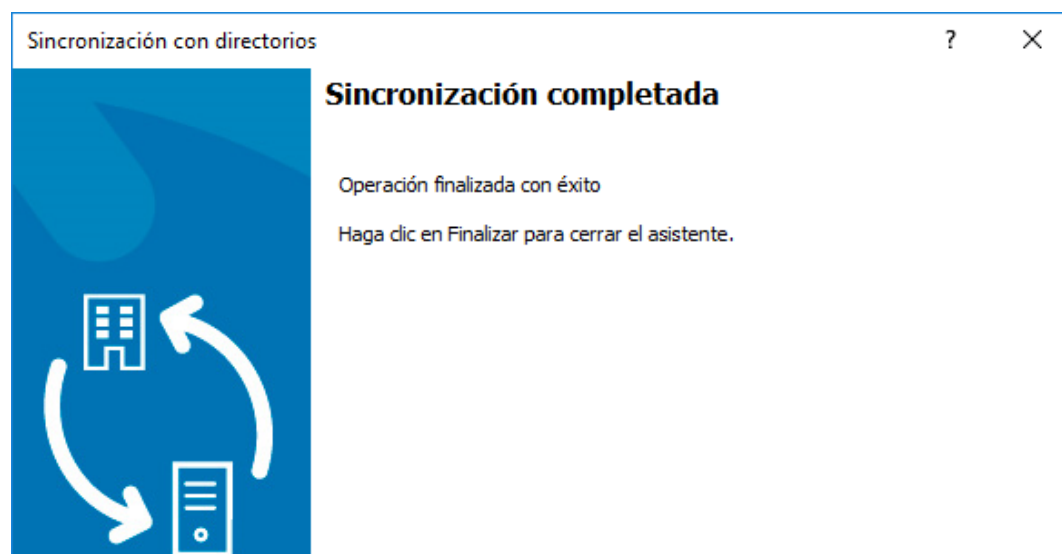 Sincronización con directorios
?
Sincronización completada
Operación finalizada con éxito
Haga clic en Finalizar para cerrar el asistente.